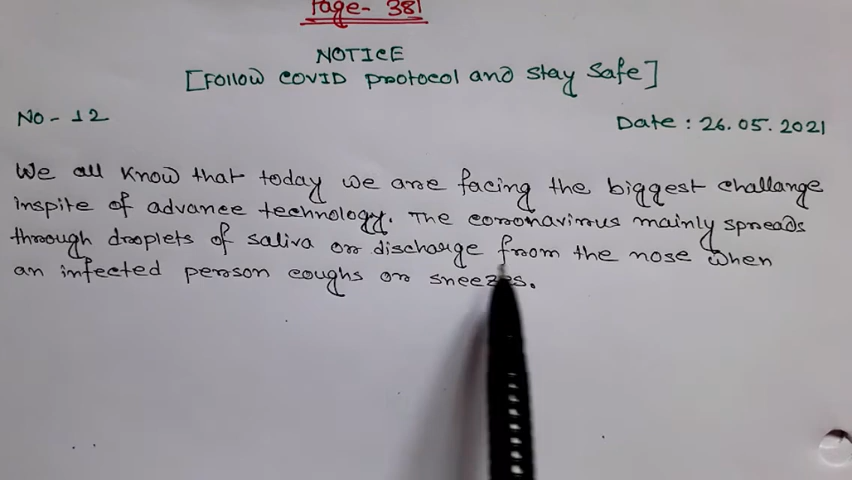 Page- 381
NOTICE
[Follow COVID protocol and stay safe]
No - 12
Date : 26.05.2021
We all know that today we are facing the biggest challange
inspite of advance technology. The coronavirus mainly spreads
through droplets of saliva or discharge from the nose when
an infected person coughs or sneezes.